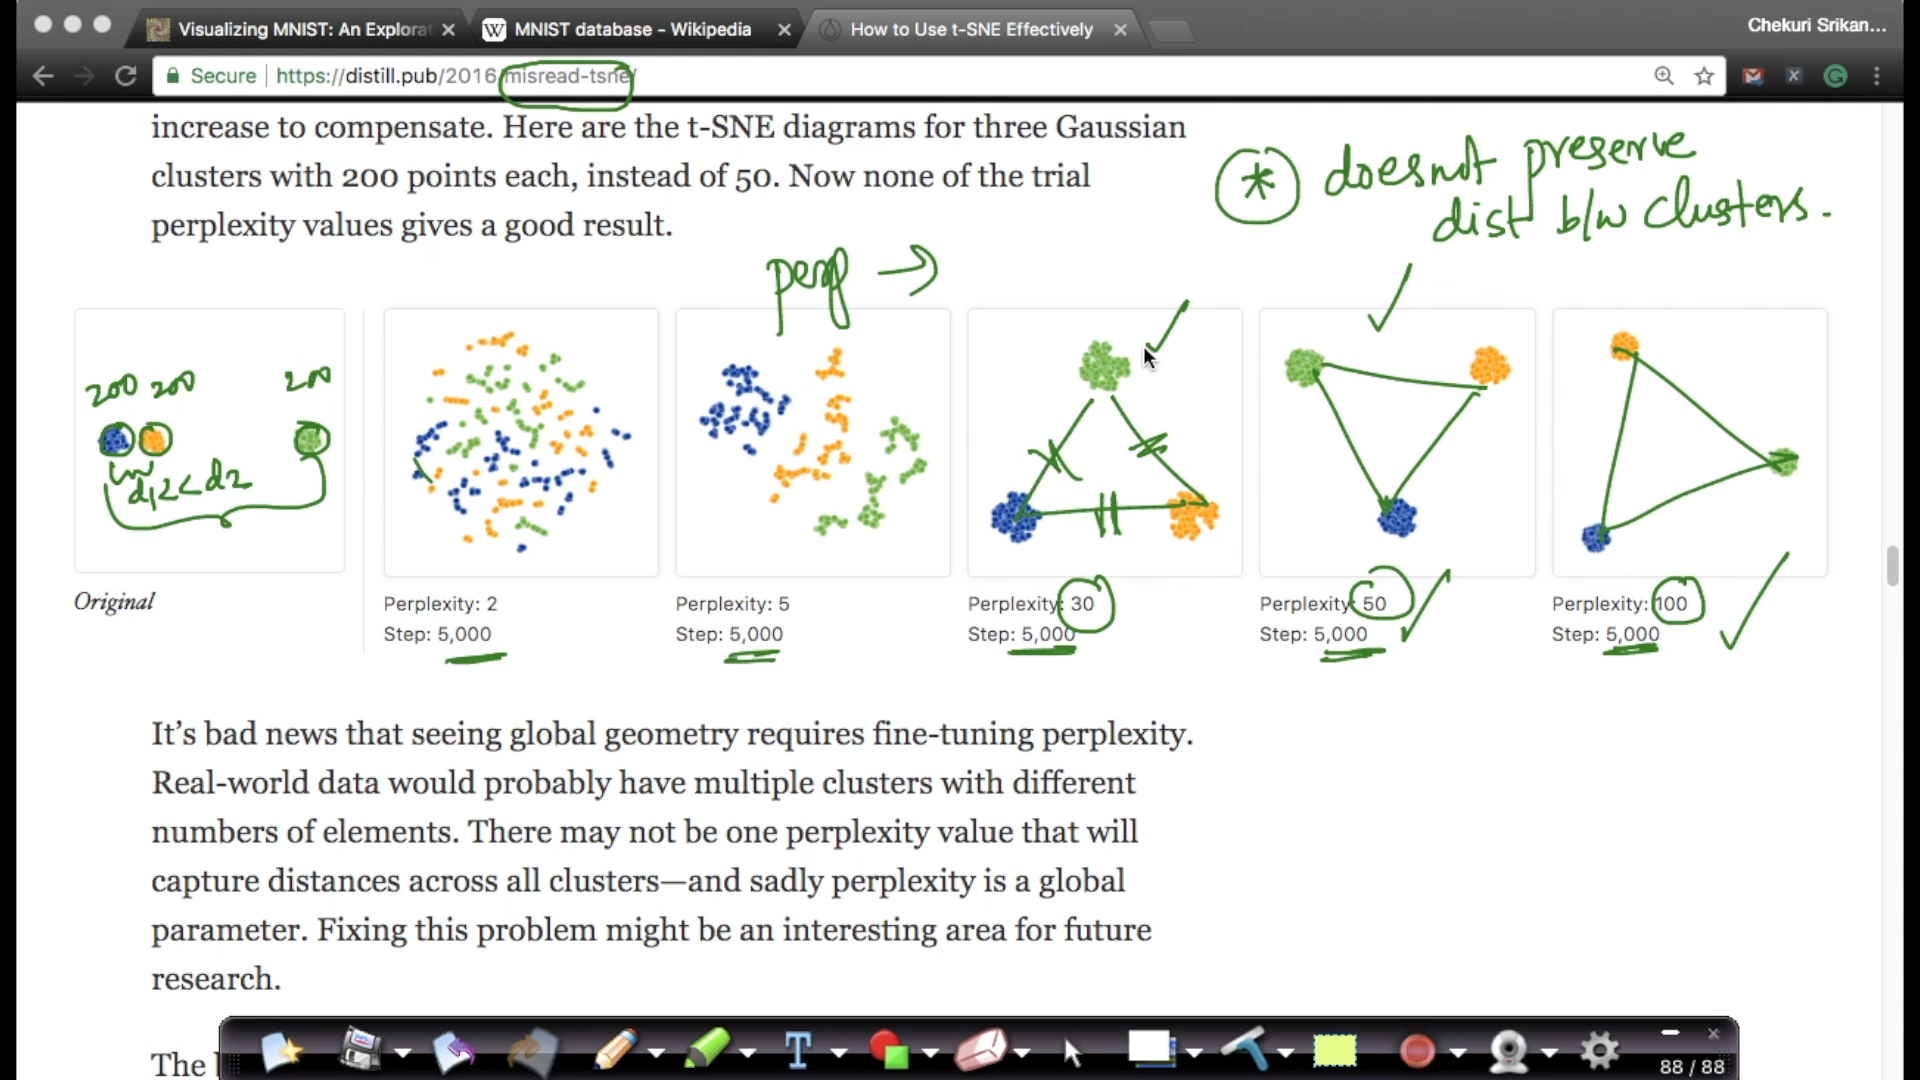 Visualizing MNIST: An Explorat
MNIST database - Wikipedia
How to Use t-SNE Effectively
Chekuri Srikan...
Secure
https://distill.pub/2016/misread-tsne/
increase to compensate. Here are the t-SNE diagrams for three Gaussian
clusters with 200 points each, instead of 50. Now none of the trial
perplexity values gives a good result.
* doesnot preserve
dist b/w clusters.
perp →
200 200 200
d1 << d2
Original
Perplexity: 2
Step: 5,000
Perplexity: 5
Step: 5,000
Perplexity: 30
Step: 5,000
Perplexity: 50
Step: 5,000
Perplexity: 100
Step: 5,000
It’s bad news that seeing global geometry requires fine-tuning perplexity.
Real-world data would probably have multiple clusters with different
numbers of elements. There may not be one perplexity value that will
capture distances across all clusters—and sadly perplexity is a global
parameter. Fixing this problem might be an interesting area for future
research.
The
88 / 88